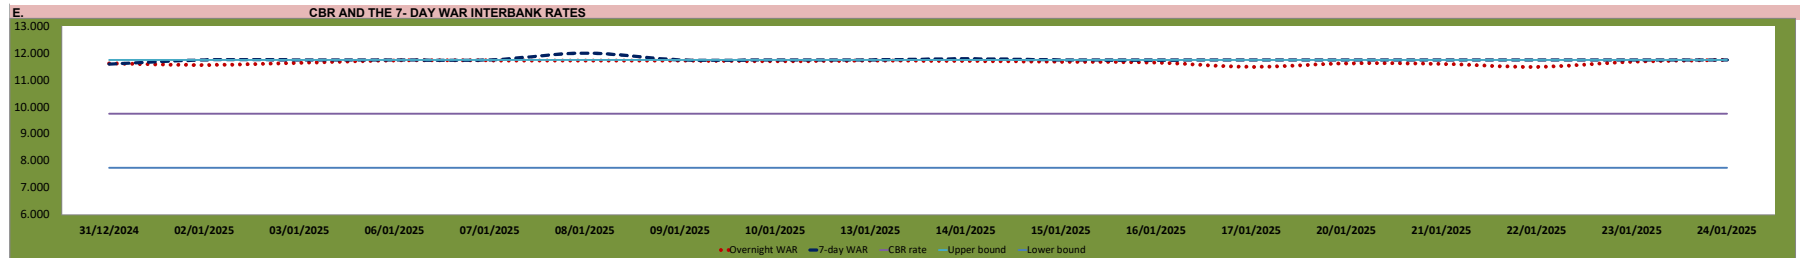 E. CBR AND THE 7- DAY WAR INTERBANK RATES
13.000
12.000
11.000
10.000
9.000
8.000
7.000
6.000
31/12/2024 02/01/2025 03/01/2025 06/01/2025 07/01/2025 08/01/2025 09/01/2025 10/01/2025 13/01/2025 14/01/2025 15/01/2025 16/01/2025 17/01/2025 20/01/2025 21/01/2025 22/01/2025 23/01/2025 24/01/2025
Overnight WAR 7-day WAR CBR rate Upper bound Lower bound